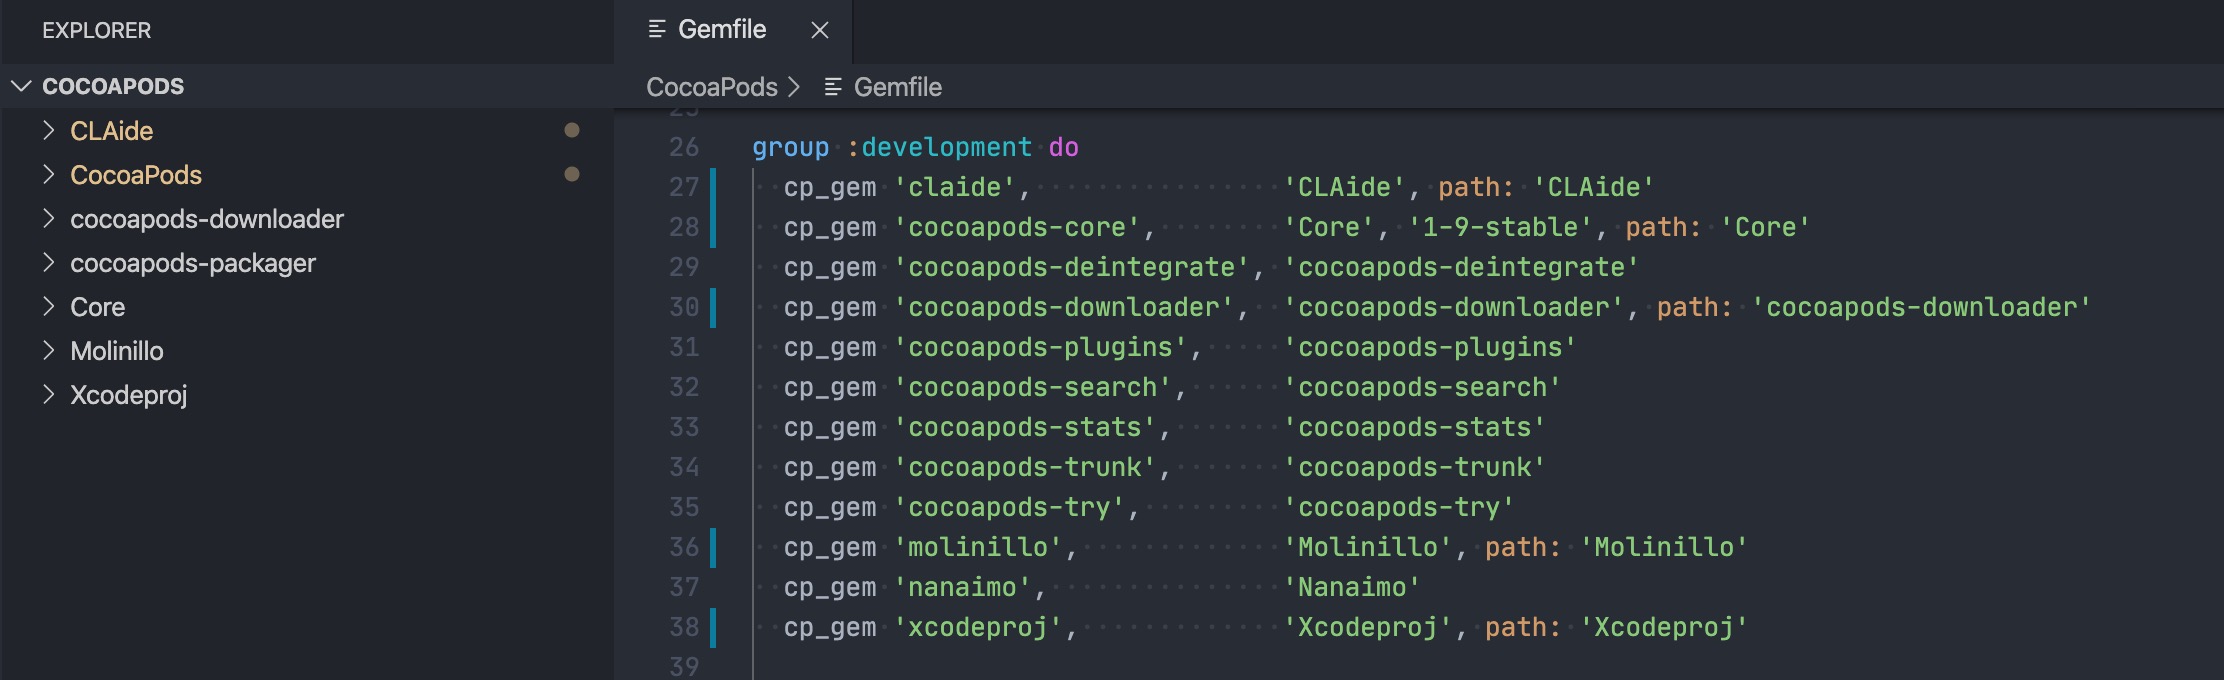 EXPLORER
COCOAPODS
CLAide
CocoaPods
cocoapods-downloader
cocoapods-packager
Core
Molinillo
Xcodeproj
Gemfile
CocoaPods > Gemfile
25
26 group :development do
27 cp_gem 'claide', 'CLAide', path: 'CLAide'
28 cp_gem 'cocoapods-core', 'Core', '1-9-stable', path: 'Core'
29 cp_gem 'cocoapods-deintegrate', 'cocoapods-deintegrate'
30 cp_gem 'cocoapods-downloader', 'cocoapods-downloader', path: 'cocoapods-downloader'
31 cp_gem 'cocoapods-plugins', 'cocoapods-plugins'
32 cp_gem 'cocoapods-search', 'cocoapods-search'
33 cp_gem 'cocoapods-stats', 'cocoapods-stats'
34 cp_gem 'cocoapods-trunk', 'cocoapods-trunk'
35 cp_gem 'cocoapods-try', 'cocoapods-try'
36 cp_gem 'molinillo', 'Molinillo', path: 'Molinillo'
37 cp_gem 'nanaimo', 'Nanaimo'
38 cp_gem 'xcodeproj', 'Xcodeproj', path: 'Xcodeproj'
39